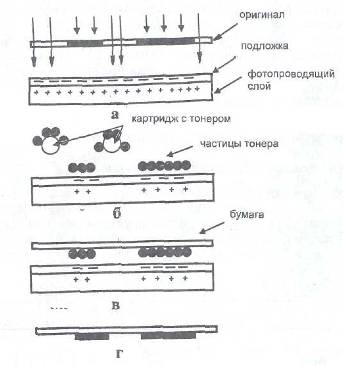 оригинал
подложка
фотопроводящий
слой
а
картридж с тонером
частицы тонера
б
бумага
в
г